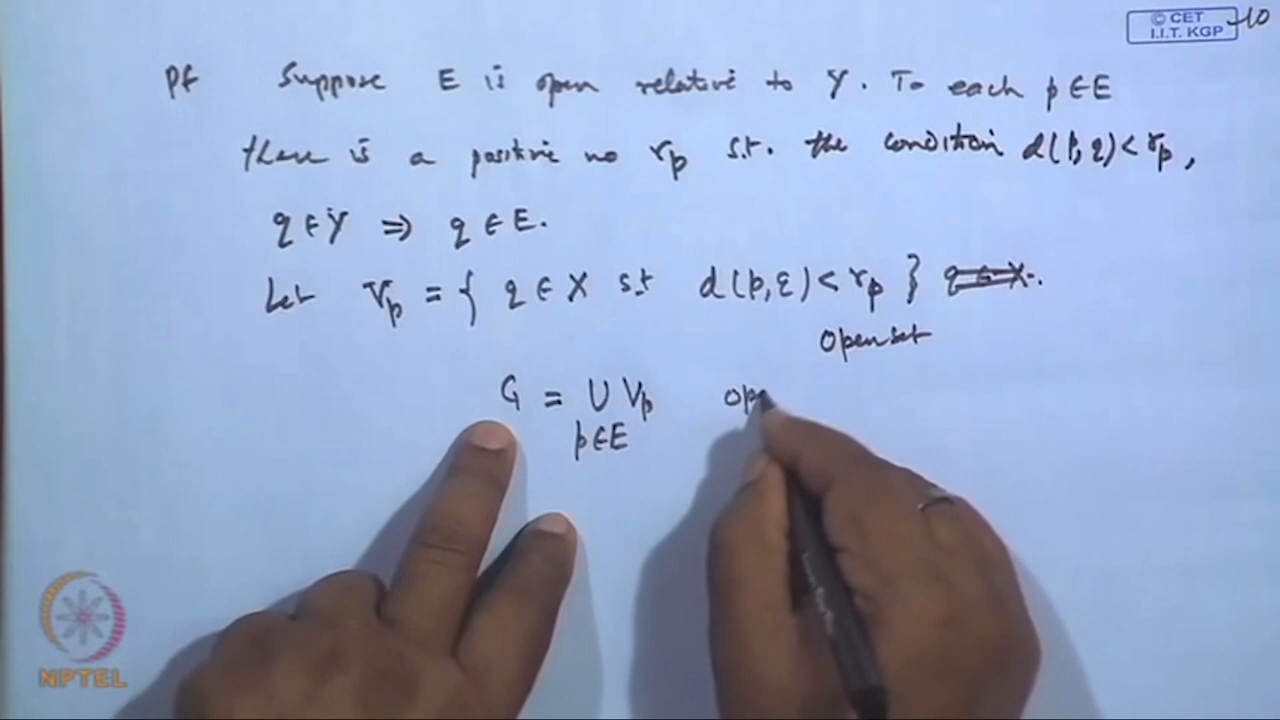 © CET
I.I.T. KGP
10
Pf Suppose E is open relative to Y. To each p ∈ E
there is a positive no r_p s.t. the condition d(p,q) < r_p,
q ∈ Y ⇒ q ∈ E.
Let V_p = { q ∈ X s.t d(p,q) < r_p } q ∈ X.
open set
G = ∪ V_p ope
p ∈ E
NPTEL